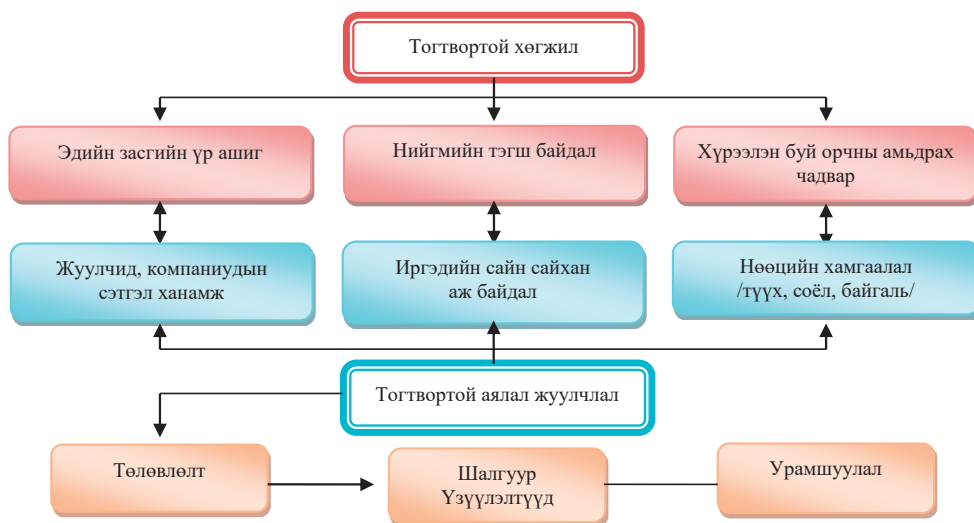 Тогтвортой хөгжил
Эдийн засгийн үр ашиг
Нийгмийн тэгш байдал
Хүрээлэн буй орчны амьдрах
чадвар
Жуулчид, компаниудын
сэтгэл ханамж
Иргэдийн сайн сайхан
аж байдал
Нөөцийн хамгаалал
/түүх, соёл, байгаль/
Тогтвортой аялал жуулчлал
Төлөвлөлт
Шалгуур
Үзүүлэлтүүд
Урамшуулал